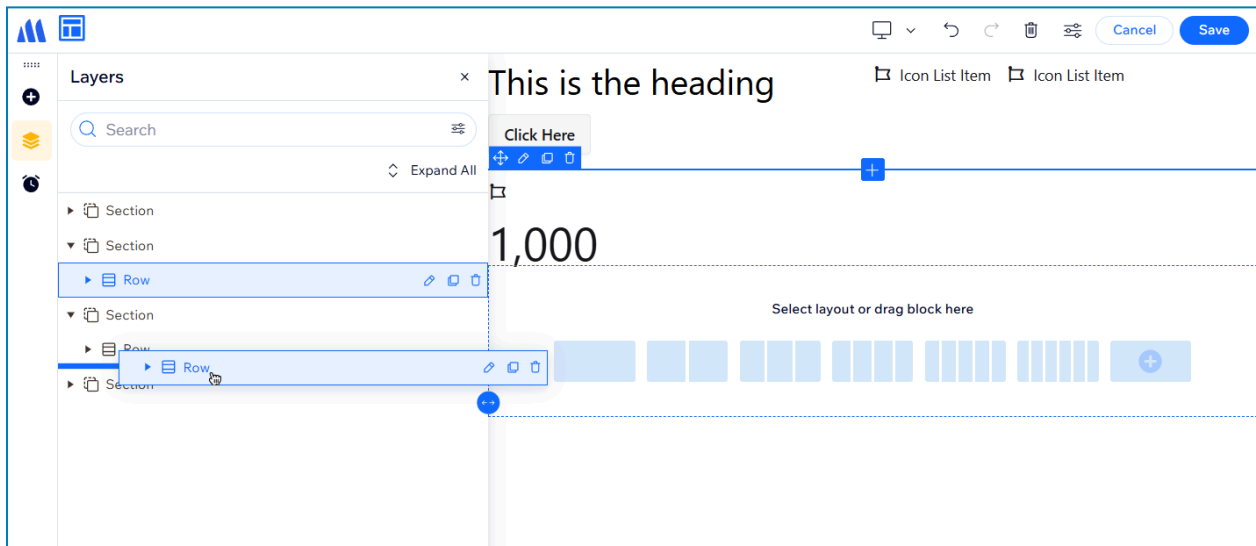 Cancel
Save
Layers
×
Search
Expand All
Section
Section
Row
Section
Row
Row
Section
This is the heading
Icon List Item
Icon List Item
Click Here
1,000
Select layout or drag block here